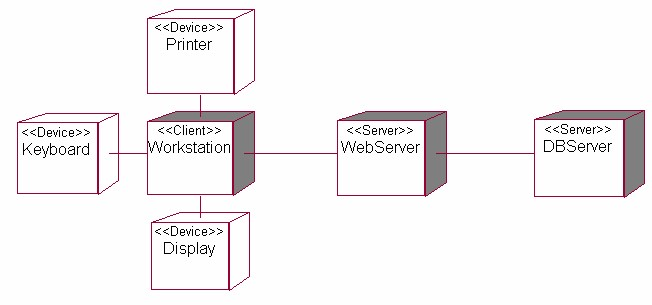 <<Device>>
Printer
<<Device>>
Keyboard
<<Client>>
Workstation
<<Server>>
WebServer
<<Server>>
DBServer
<<Device>>
Display